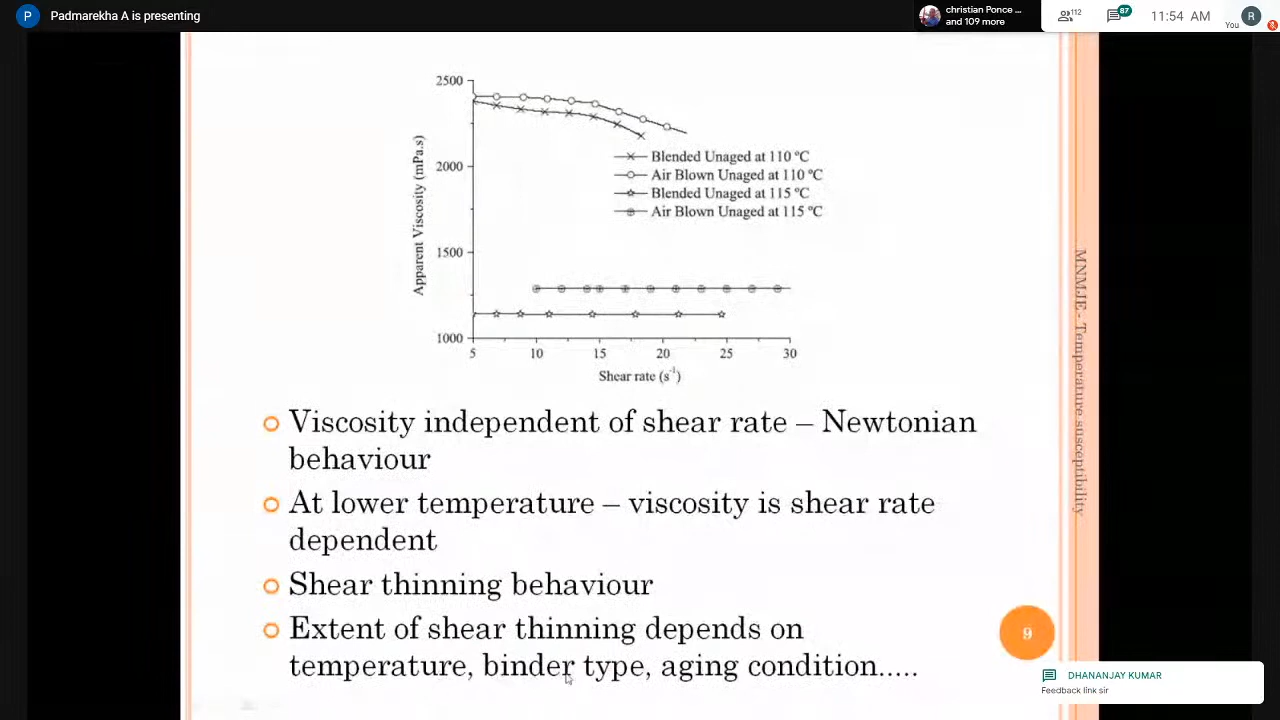 P Padmarekha A is presenting
christian Ponce ...
and 109 more
112
87
11:54 AM
You
R
2500
2000
1500
1000
Apparent Viscosity (mPa.s)
Blended Unaged at 110 °C
Air Blown Unaged at 110 °C
Blended Unaged at 115 °C
Air Blown Unaged at 115 °C
5 10 15 20 25 30
Shear rate (s⁻¹)
Viscosity independent of shear rate – Newtonian
behaviour
At lower temperature – viscosity is shear rate
dependent
Shear thinning behaviour
Extent of shear thinning depends on
temperature, binder type, aging condition.....
MNMJE - Temperature susceptibility
9
DHANANJAY KUMAR
Feedback link sir